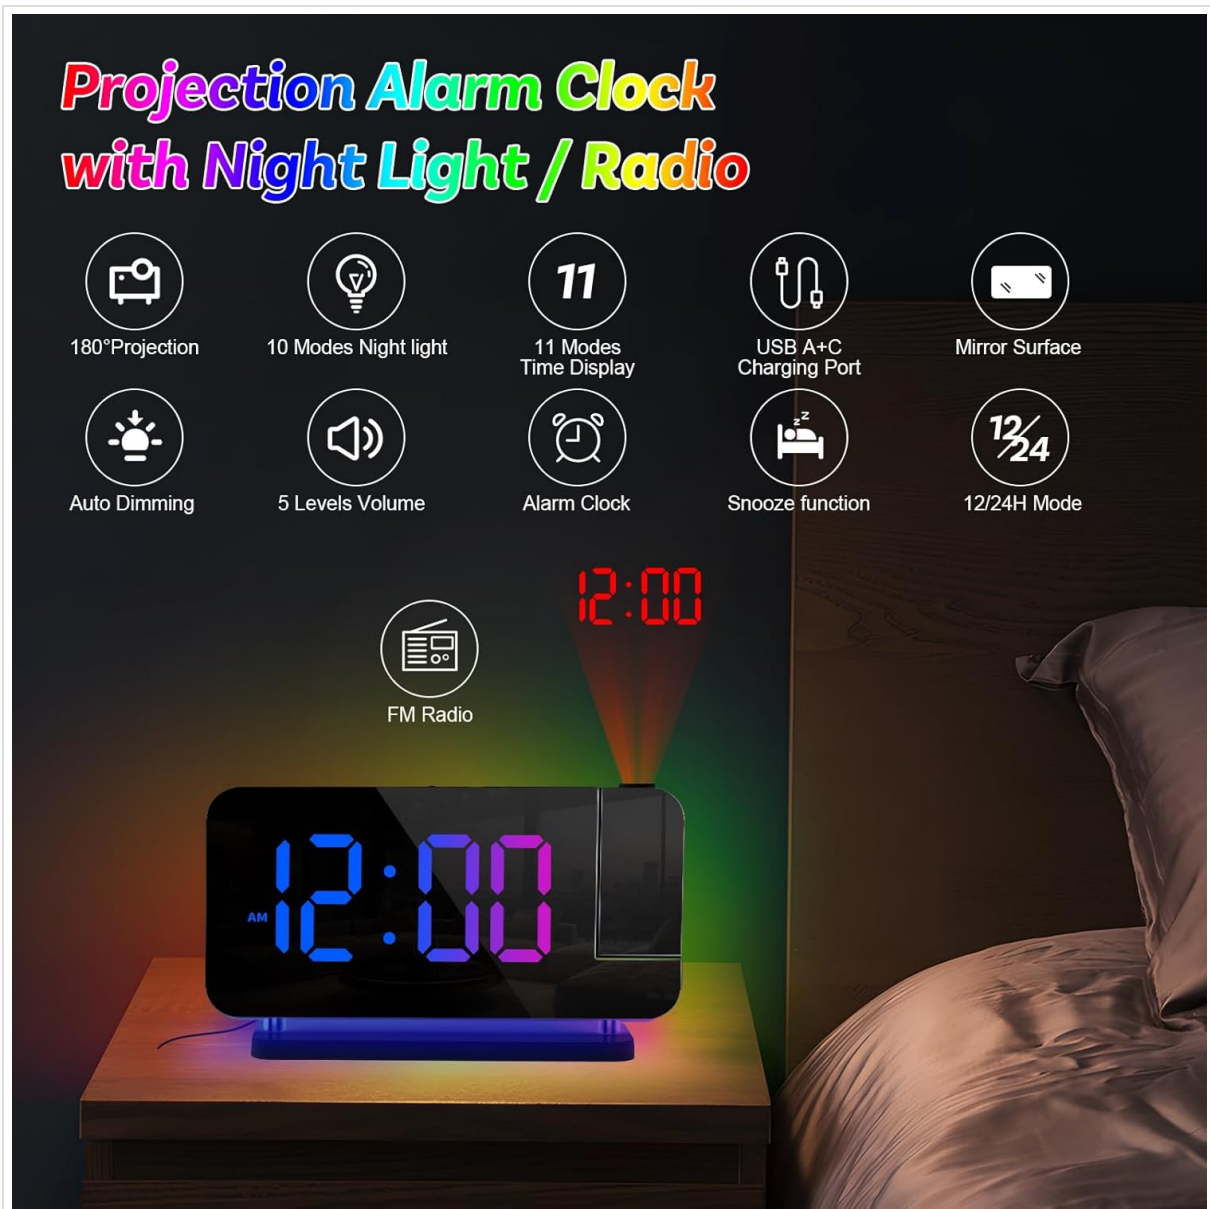 Projection Alarm Clock
with Night Light / Radio
11
12/24
180°Projection
10 Modes Night light
11 Modes
Time Display
USB A+C
Charging Port
Mirror Surface
zz
Auto Dimming
5 Levels Volume
Alarm Clock
Snooze function
12/24H Mode
12:00
FM Radio
AM 12:00